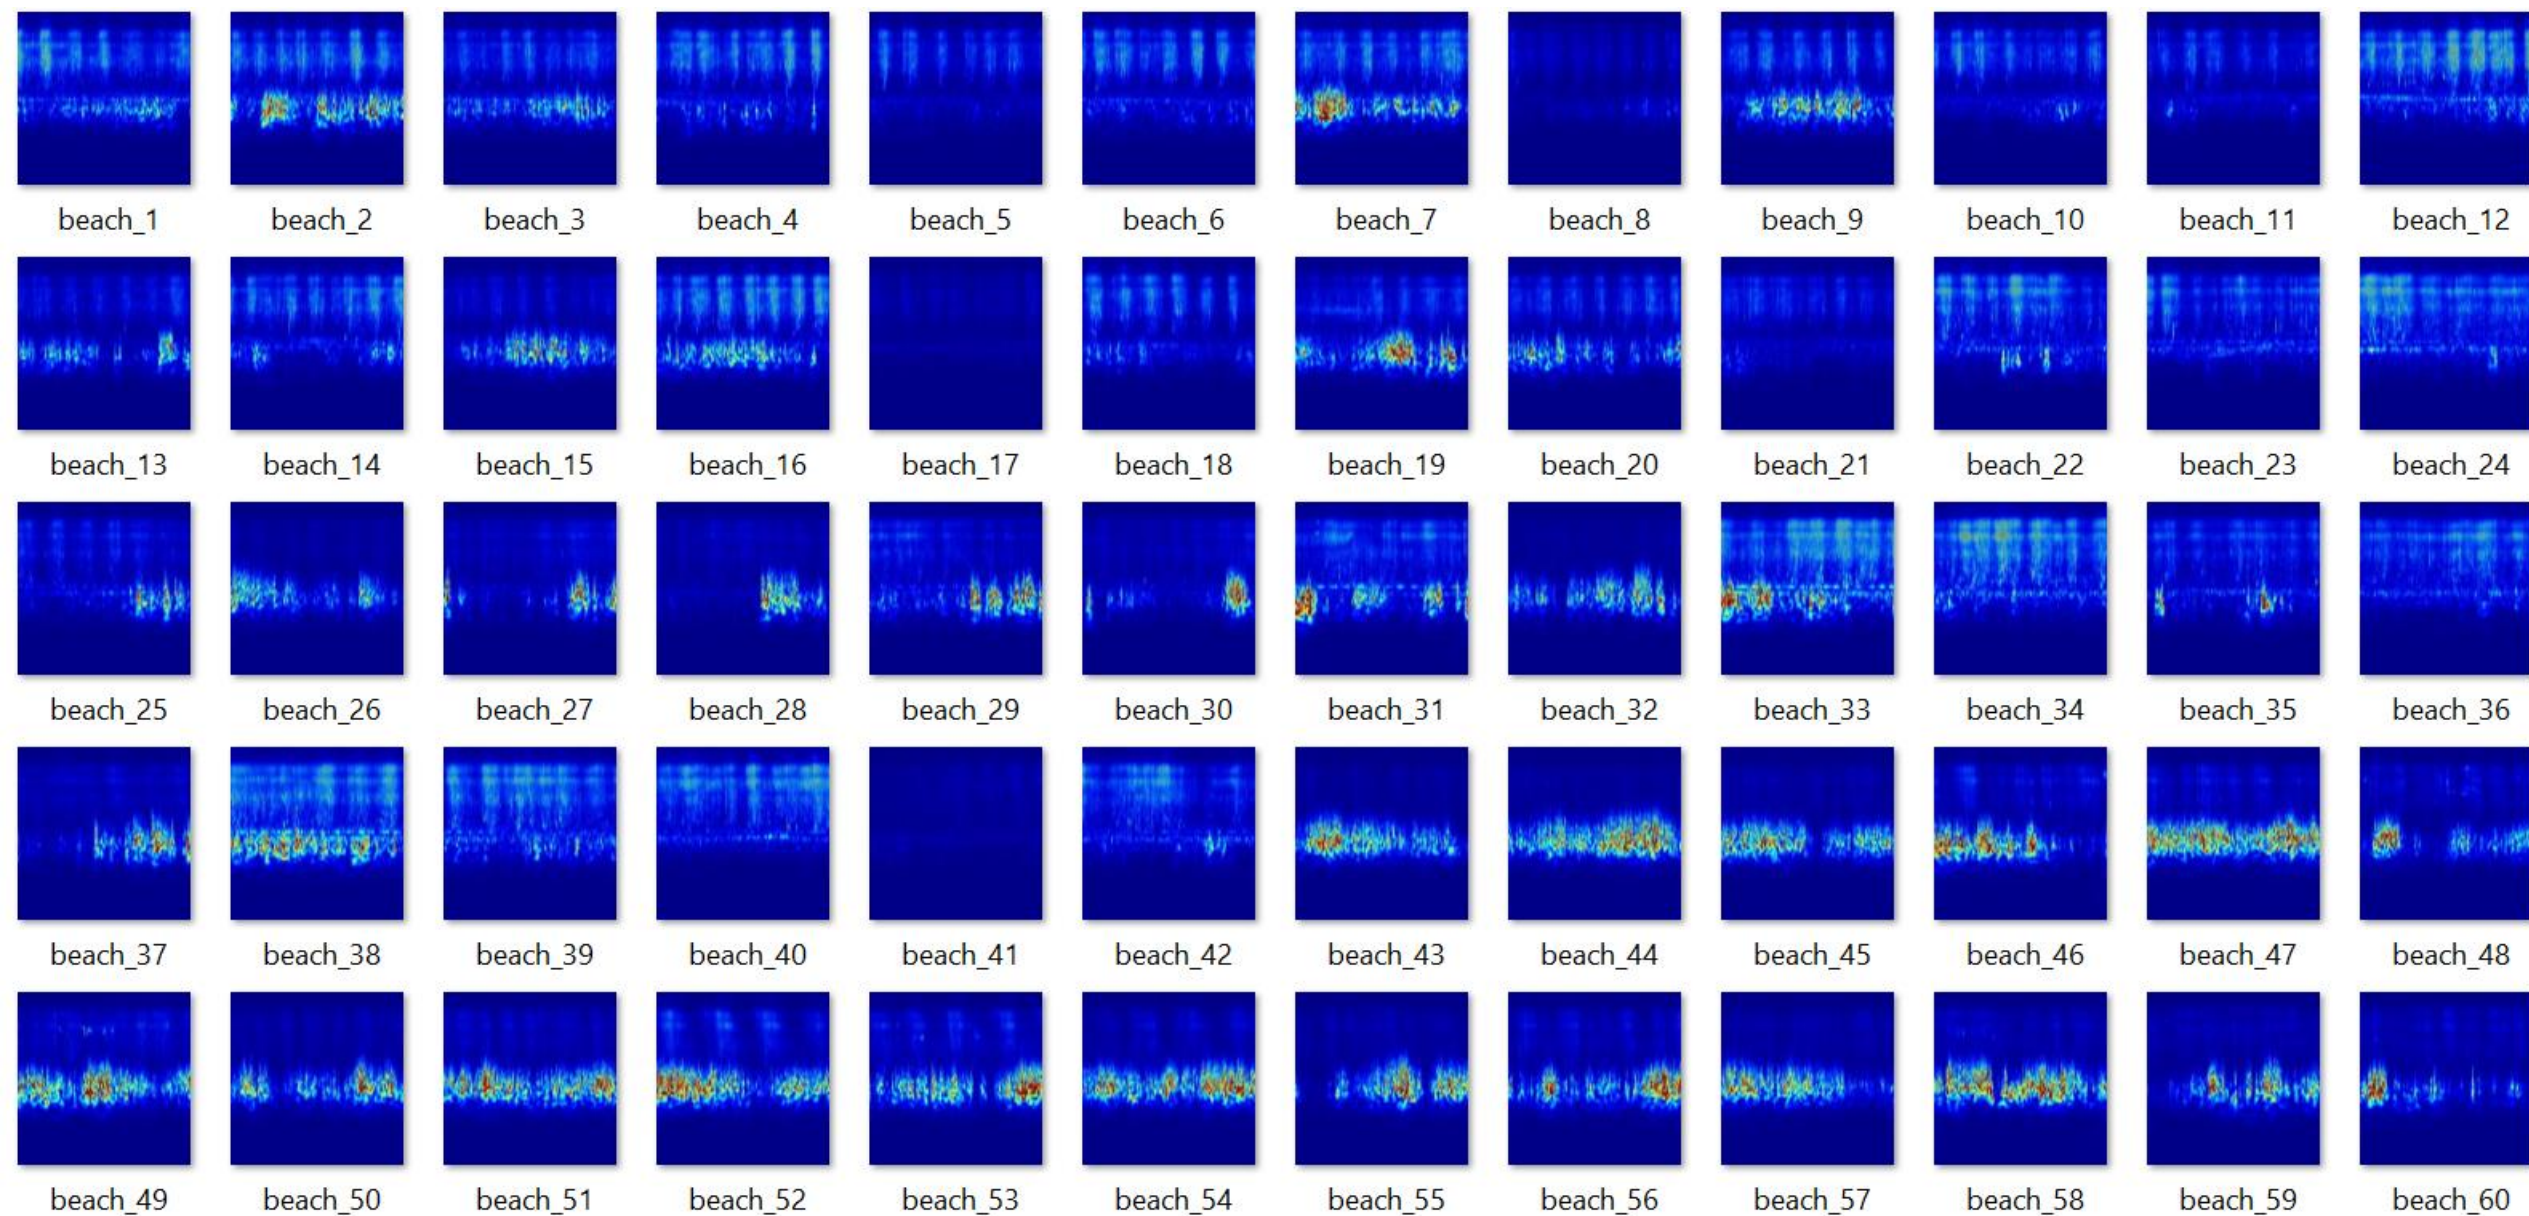 beach_1 beach_2 beach_3 beach_4 beach_5 beach_6 beach_7 beach_8 beach_9 beach_10 beach_11 beach_12
beach_13 beach_14 beach_15 beach_16 beach_17 beach_18 beach_19 beach_20 beach_21 beach_22 beach_23 beach_24
beach_25 beach_26 beach_27 beach_28 beach_29 beach_30 beach_31 beach_32 beach_33 beach_34 beach_35 beach_36
beach_37 beach_38 beach_39 beach_40 beach_41 beach_42 beach_43 beach_44 beach_45 beach_46 beach_47 beach_48
beach_49 beach_50 beach_51 beach_52 beach_53 beach_54 beach_55 beach_56 beach_57 beach_58 beach_59 beach_60